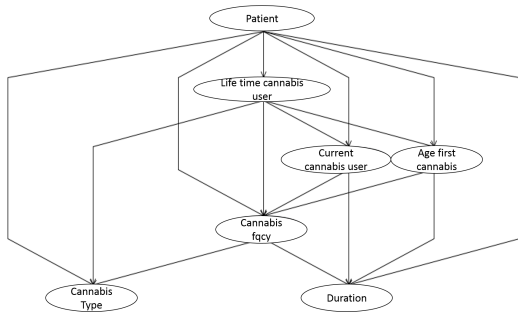 Patient
Life time cannabis
user
Current
cannabis user
Age first
cannabis
Cannabis
fqcy
Cannabis
Type
Duration